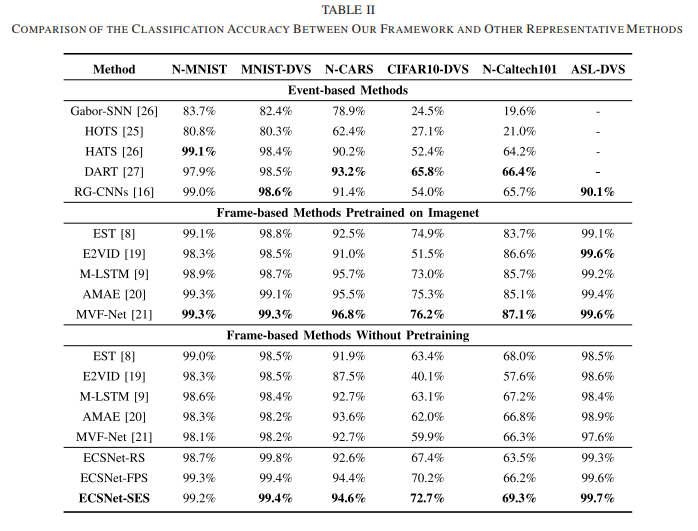 TABLE II
COMPARISON OF THE CLASSIFICATION ACCURACY BETWEEN OUR FRAMEWORK AND OTHER REPRESENTATIVE METHODS
Method N-MNIST MNIST-DVS N-CARS CIFAR10-DVS N-Caltech101 ASL-DVS
Event-based Methods
Gabor-SNN [26] 83.7% 82.4% 78.9% 24.5% 19.6% -
HOTS [25] 80.8% 80.3% 62.4% 27.1% 21.0% -
HATS [26] 99.1% 98.4% 90.2% 52.4% 64.2% -
DART [27] 97.9% 98.5% 93.2% 65.8% 66.4% -
RG-CNNs [16] 99.0% 98.6% 91.4% 54.0% 65.7% 90.1%
Frame-based Methods Pretrained on Imagenet
EST [8] 99.1% 98.8% 92.5% 74.9% 83.7% 99.1%
E2VID [19] 98.3% 98.5% 91.0% 51.5% 86.6% 99.6%
M-LSTM [9] 98.9% 98.7% 95.7% 73.0% 85.7% 99.2%
AMAE [20] 99.3% 99.1% 95.5% 75.3% 85.1% 99.4%
MVF-Net [21] 99.3% 99.3% 96.8% 76.2% 87.1% 99.6%
Frame-based Methods Without Pretraining
EST [8] 99.0% 98.5% 91.9% 63.4% 68.0% 98.5%
E2VID [19] 98.3% 98.5% 87.5% 40.1% 57.6% 98.6%
M-LSTM [9] 98.6% 98.4% 92.7% 63.1% 67.2% 98.4%
AMAE [20] 98.3% 98.2% 93.6% 62.0% 66.8% 98.9%
MVF-Net [21] 98.1% 98.2% 92.7% 59.9% 66.3% 97.6%
ECSNet-RS 98.7% 99.8% 92.6% 67.4% 63.5% 99.3%
ECSNet-FPS 99.3% 99.4% 94.4% 70.2% 66.2% 99.6%
ECSNet-SES 99.2% 99.4% 94.6% 72.7% 69.3% 99.7%